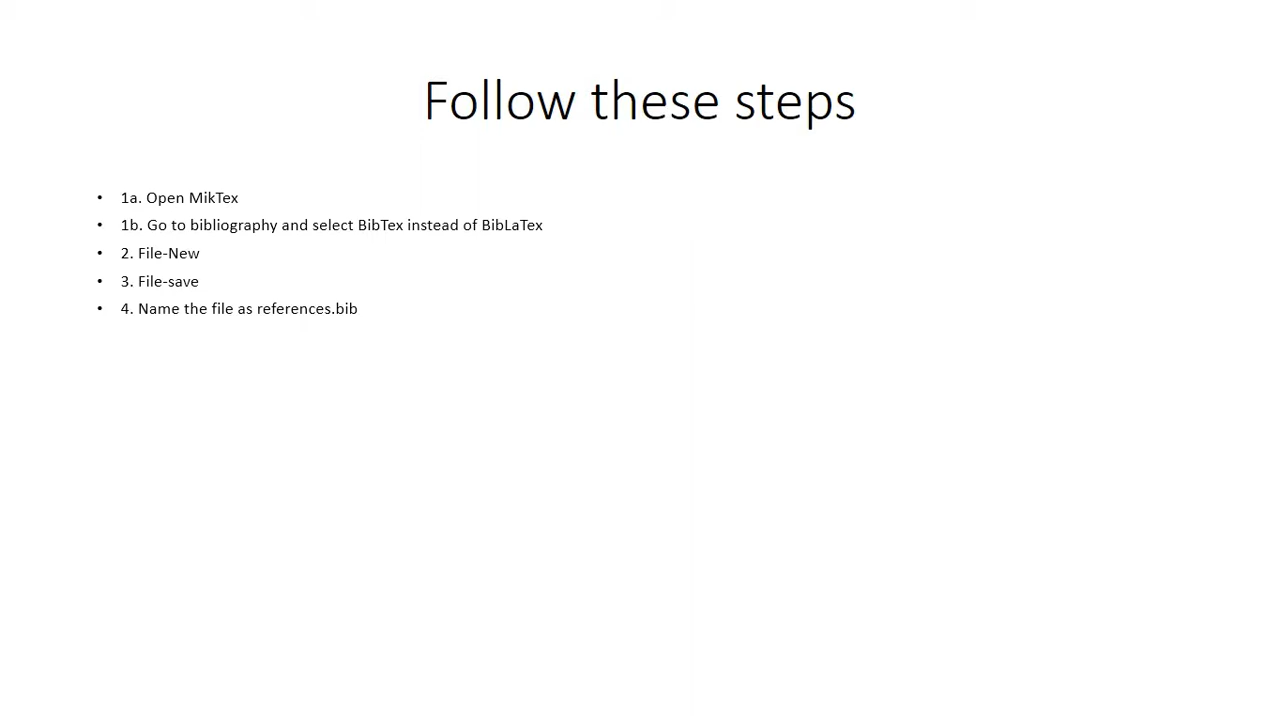 Follow these steps
• 1a. Open MikTex
• 1b. Go to bibliography and select BibTex instead of BibLaTex
• 2. File-New
• 3. File-save
• 4. Name the file as references.bib